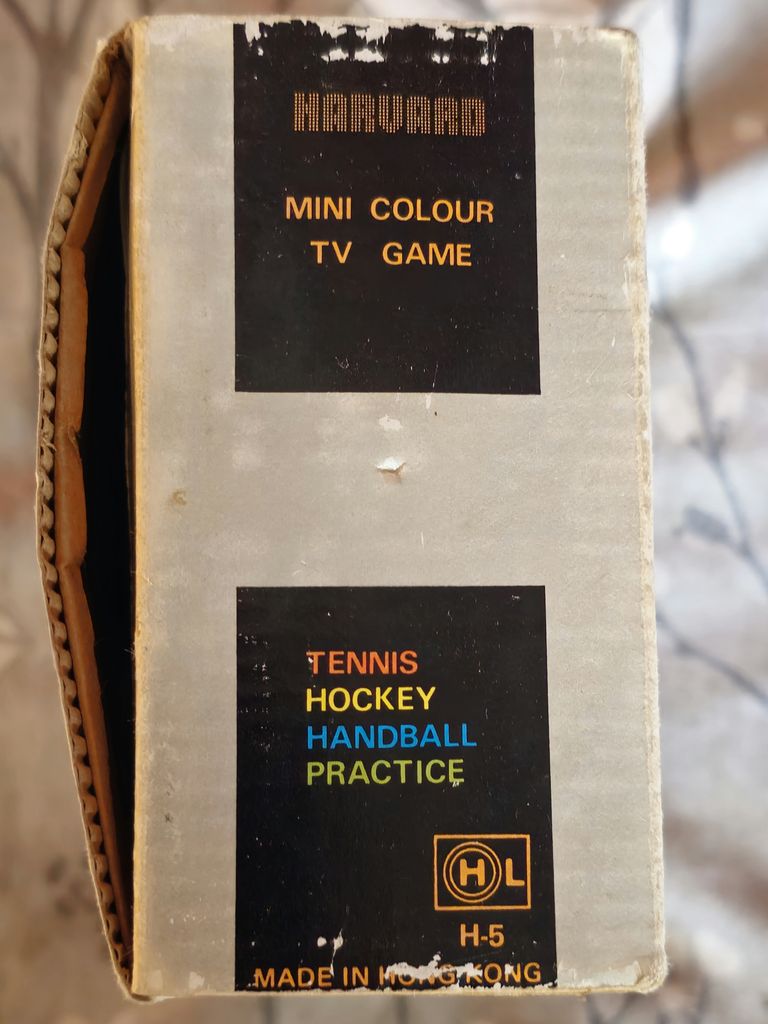 HARVARD
MINI COLOUR
TV GAME
TENNIS
HOCKEY
HANDBALL
PRACTICE
HL
H-5
MADE IN HONG KONG